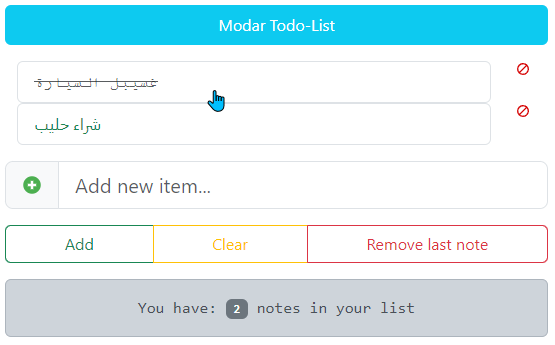 Modar Todo-List
السيارة
شراء حليب
Add new item...
Add
Clear
Remove last note
You have: 2 notes in your list